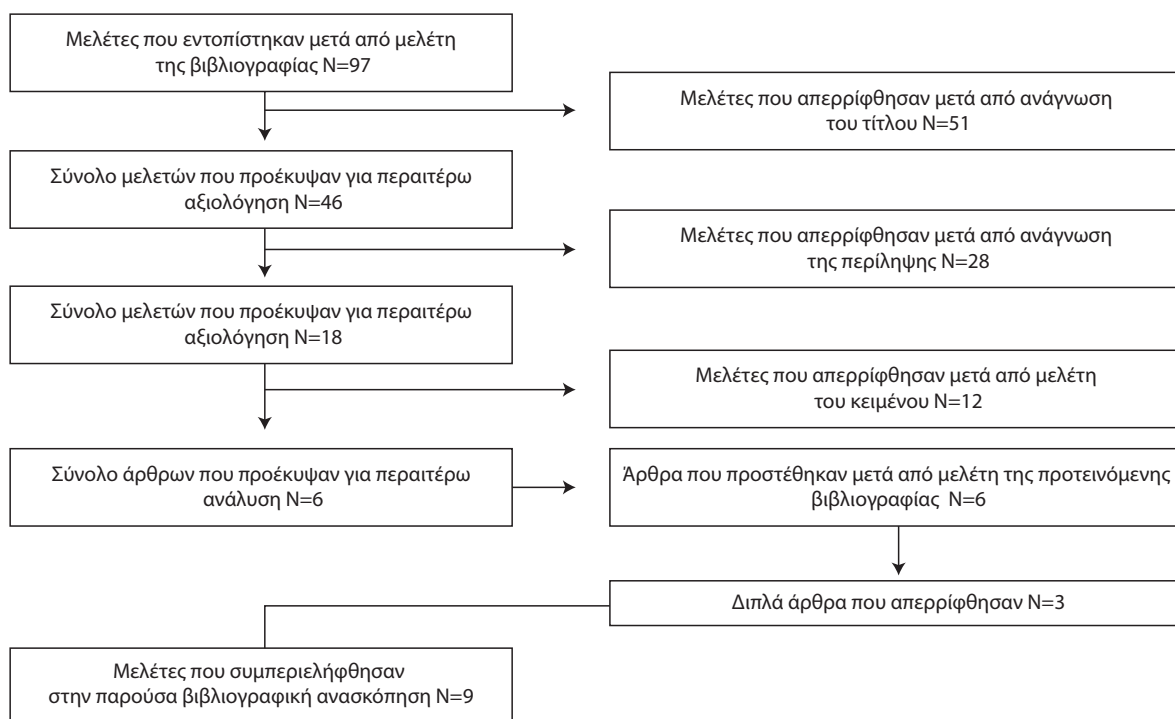 Μελέτες που εντοπίστηκαν μετά από μελέτη
της βιβλιογραφίας N=97
Μελέτες που απερρίφθησαν μετά από ανάγνωση
του τίτλου N=51
Σύνολο μελετών που προέκυψαν για περαιτέρω
αξιολόγηση N=46
Μελέτες που απερρίφθησαν μετά από ανάγνωση
της περίληψης N=28
Σύνολο μελετών που προέκυψαν για περαιτέρω
αξιολόγηση N=18
Μελέτες που απερρίφθησαν μετά από μελέτη
του κειμένου N=12
Σύνολο άρθρων που προέκυψαν για περαιτέρω
ανάλυση N=6
Άρθρα που προστέθηκαν μετά από μελέτη της προτεινόμενης
βιβλιογραφίας N=6
Διπλά άρθρα που απερρίφθησαν N=3
Μελέτες που συμπεριελήφθησαν
στην παρούσα βιβλιογραφική ανασκόπηση N=9